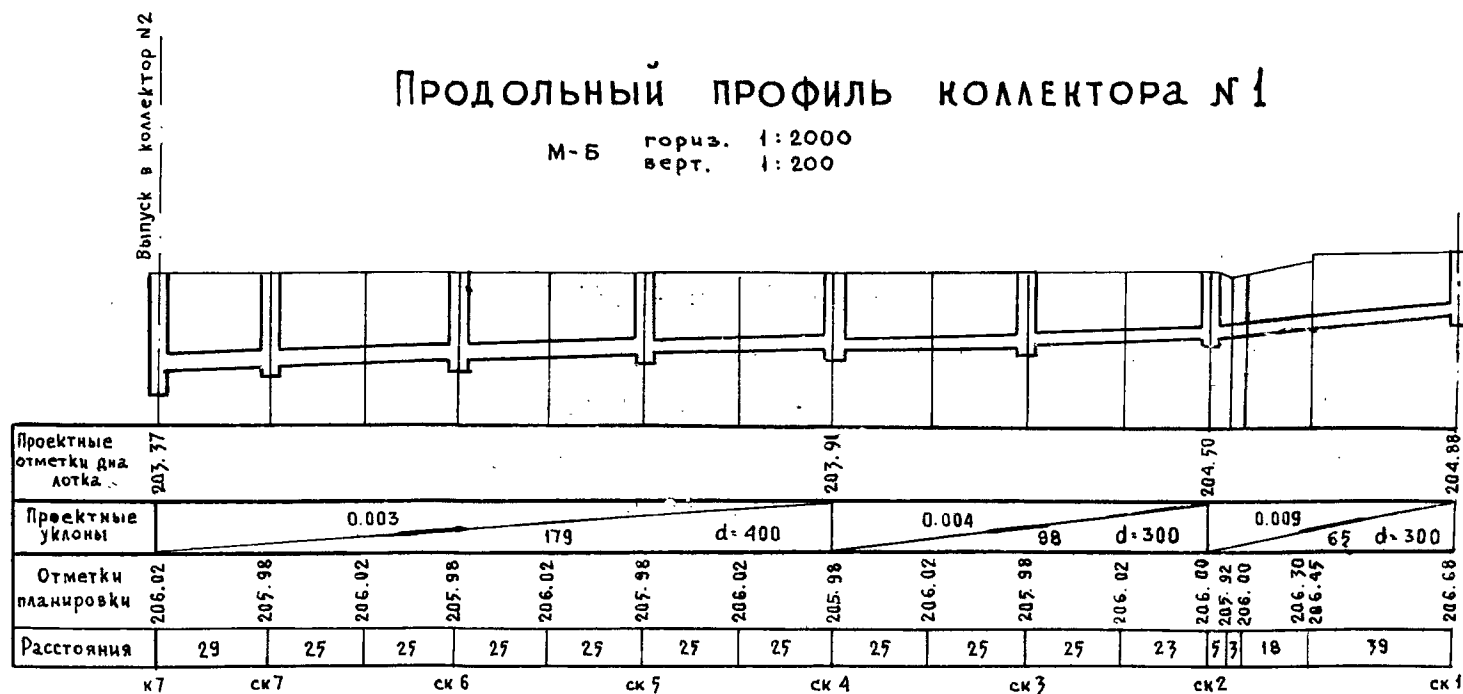 Выпуск в коллектор N2
Продольный профиль коллектора N1
М-Б гориз. 1:2000
верт. 1:200
Проектные отметки дна лотка
203.37 203.91 204.50 204.88
Проектные уклоны
0.003 179 d=400 0.004 98 d=300 0.009 65 d=300
Отметки планировки
206.02 205.98 206.02 205.98 206.02 205.98 206.02 205.98 206.02 205.98 206.02 206.00 205.92 206.00 206.30 206.45 206.68
Расстояния
29 25 25 25 25 25 25 25 25 25 23 5 3 18 39
к7 ск7 ск6 ск5 ск4 ск3 ск2 ск1